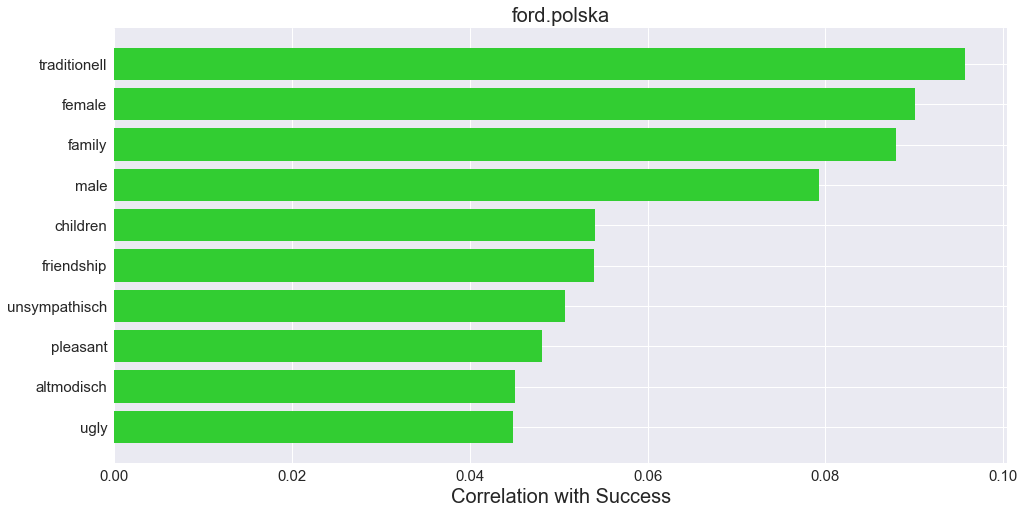 ford.polska
traditionell
female
family
male
children
friendship
unsympathisch
pleasant
altmodisch
ugly
0.00 0.02 0.04 0.06 0.08 0.10
Correlation with Success